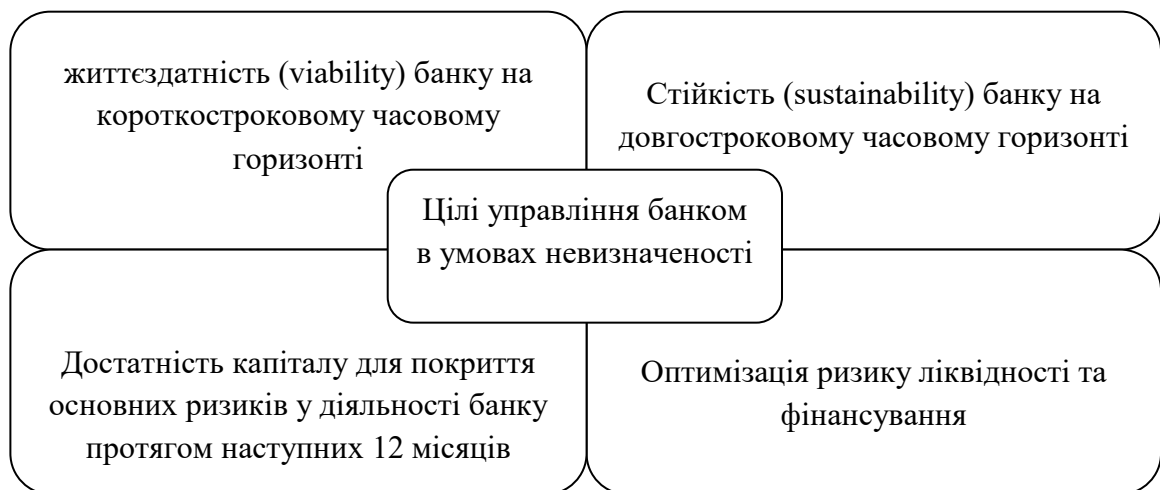 життєздатність (viability) банку на
короткостроковому часовому
горизонті
Стійкість (sustainability) банку на
довгостроковому часовому горизонті
Цілі управління банком
в умовах невизначеності
Достатність капіталу для покриття
основних ризиків у діяльності банку
протягом наступних 12 місяців
Оптимізація ризику ліквідності та
фінансування